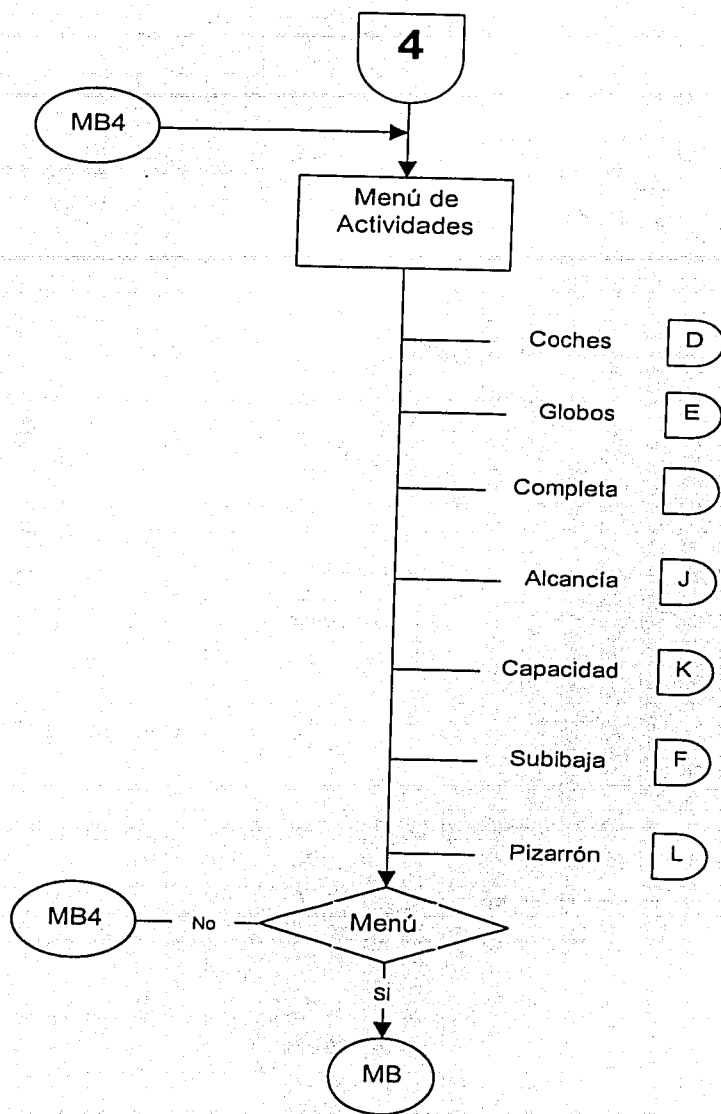 4
MB4
Menú de
Actividades
Coches D
Globos E
Completa
Alcancía J
Capacidad K
Subibaja F
Pizarrón L
MB4 No Menú
Si
MB